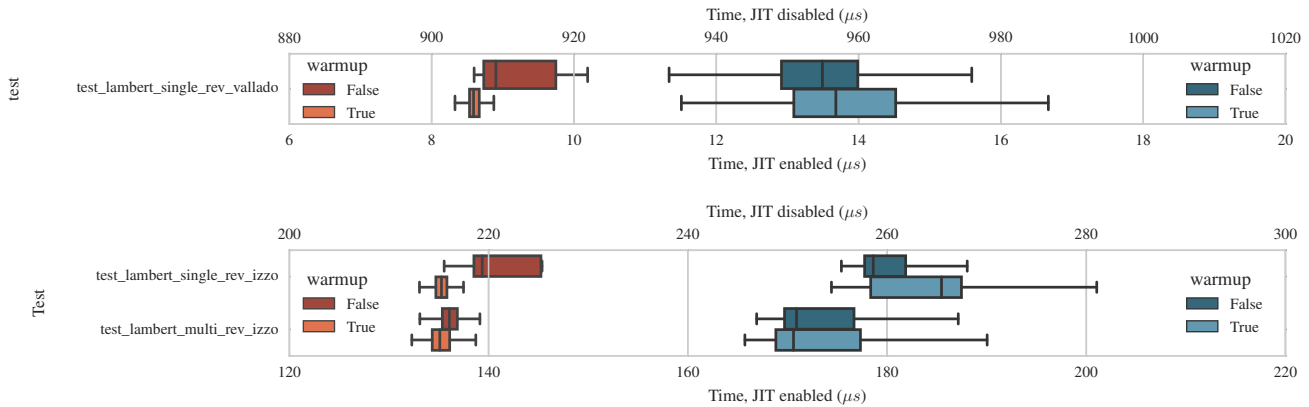 Time, JIT disabled (μs)
880 900 920 940 960 980 1000 1020
test
test_lambert_single_rev_vallado
warmup
False
True
warmup
False
True
6 8 10 12 14 16 18 20
Time, JIT enabled (μs)
Time, JIT disabled (μs)
200 220 240 260 280 300
Test
test_lambert_single_rev_izzo
test_lambert_multi_rev_izzo
warmup
False
True
warmup
False
True
120 140 160 180 200 220
Time, JIT enabled (μs)